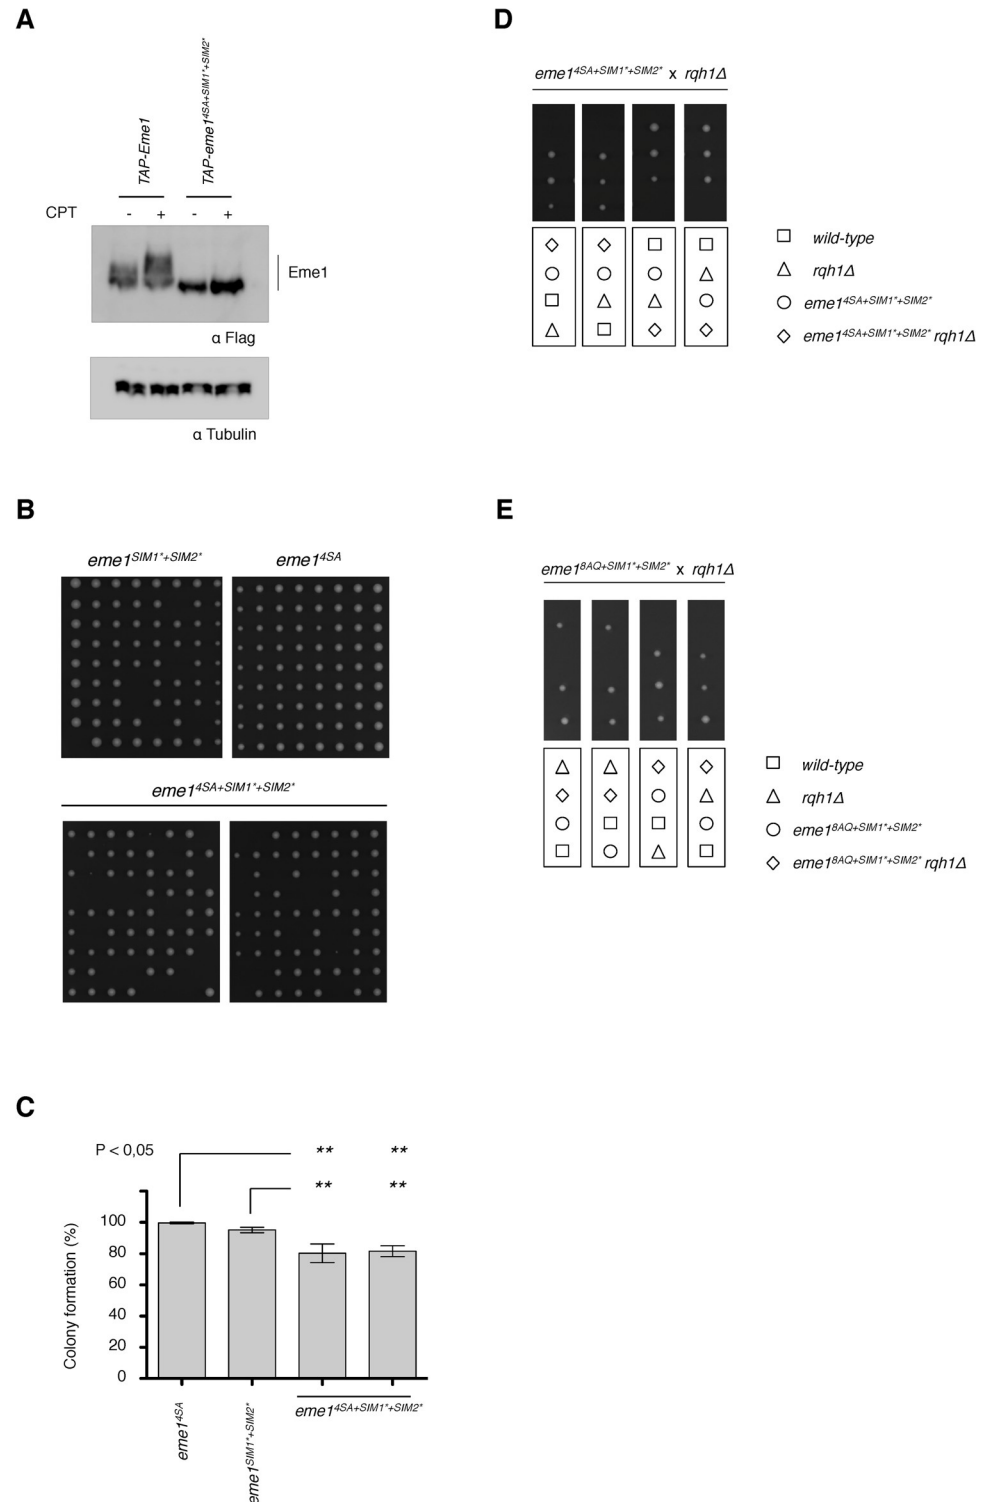 A
TAP-Eme1
TAP-eme1 4SA+SIM1*+SIM2*
CPT - + - +
Eme1
α Flag
α Tubulin
B
eme1 SIM1*+SIM2*
eme1 4SA
eme1 4SA+SIM1*+SIM2*
C
P < 0,05
** **
** **
Colony formation (%)
100
80
60
40
20
0
eme1 4SA
eme1 SIM1*+SIM2*
eme1 4SA+SIM1*+SIM2*
D
eme1 4SA+SIM1*+SIM2* x rqh1Δ
wild-type
rqh1Δ
eme1 4SA+SIM1*+SIM2*
eme1 4SA+SIM1*+SIM2* rqh1Δ
E
eme1 8AQ+SIM1*+SIM2* x rqh1Δ
wild-type
rqh1Δ
eme1 8AQ+SIM1*+SIM2*
eme1 8AQ+SIM1*+SIM2* rqh1Δ